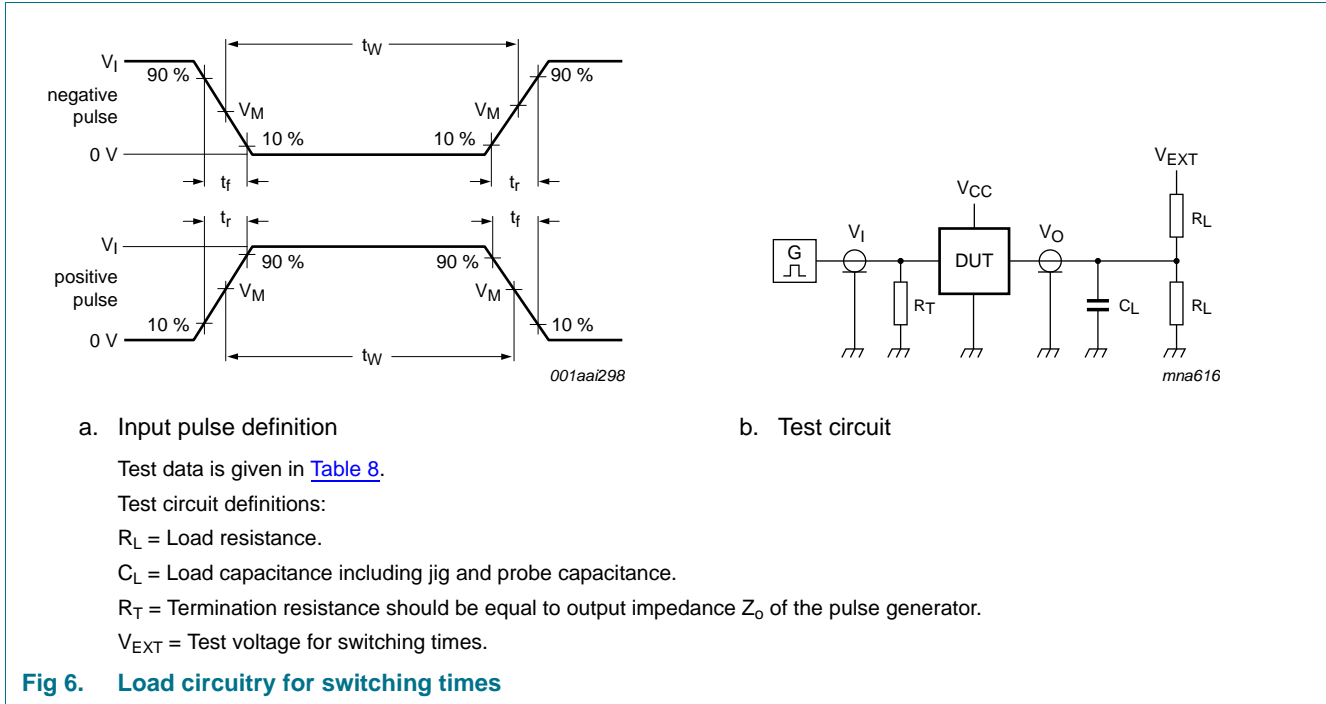 tW
VI
90 %
90 %
negative
pulse
VM
VM
10 %
10 %
0 V
tf
tr
tr
tf
VI
90 %
90 %
positive
pulse
VM
VM
10 %
10 %
0 V
tW
001aai298
VEXT
VCC
RL
VI
VO
G
DUT
RT
CL
RL
mna616
a. Input pulse definition
b. Test circuit
Test data is given in Table 8.
Test circuit definitions:
RL = Load resistance.
CL = Load capacitance including jig and probe capacitance.
RT = Termination resistance should be equal to output impedance Zo of the pulse generator.
VEXT = Test voltage for switching times.
Fig 6. Load circuitry for switching times